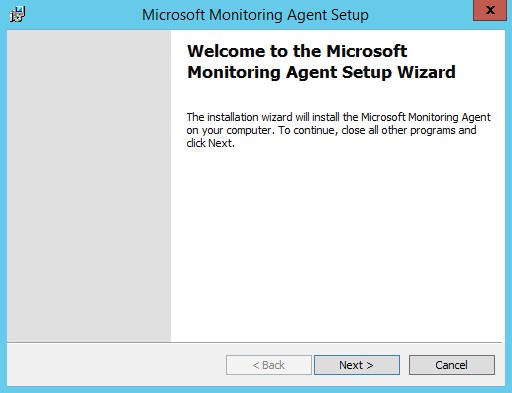 Microsoft Monitoring Agent Setup
x
Welcome to the Microsoft
Monitoring Agent Setup Wizard
The installation wizard will install the Microsoft Monitoring Agent
on your computer. To continue, close all other programs and
click Next.
< Back
Next >
Cancel